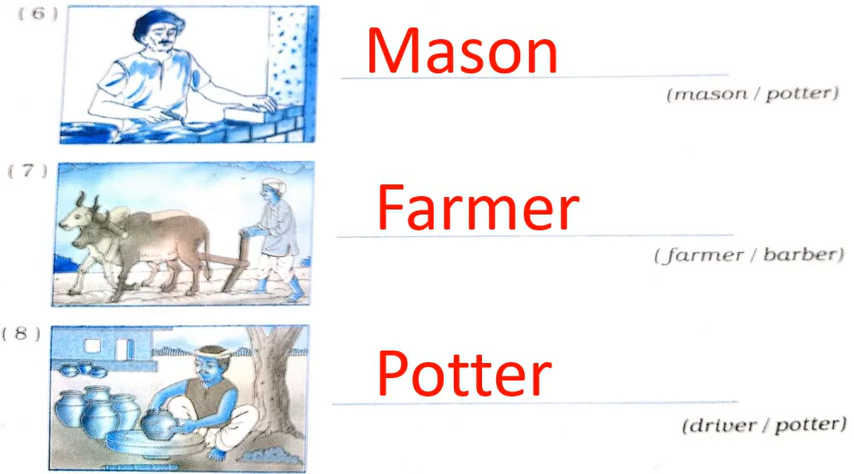 (6)
Mason
(mason / potter)
(7)
Farmer
(farmer / barber)
(8)
Potter
(driver / potter)